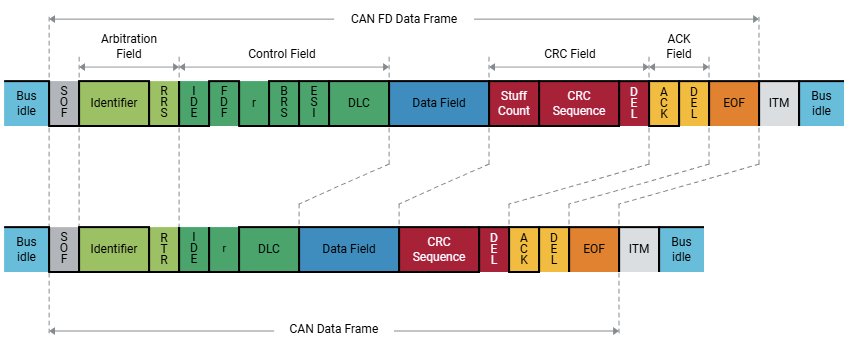 CAN FD Data Frame
Arbitration
Field
Control Field
CRC Field
ACK
Field
Bus
idle
SOF
Identifier
RRS
IDE
FDF
r
BRS
ESI
DLC
Data Field
Stuff
Count
CRC
Sequence
DEL
ACK
DEL
EOF
ITM
Bus
idle
Bus
idle
SOF
Identifier
RTR
IDE
r
DLC
Data Field
CRC
Sequence
DEL
ACK
DEL
EOF
ITM
Bus
idle
CAN Data Frame